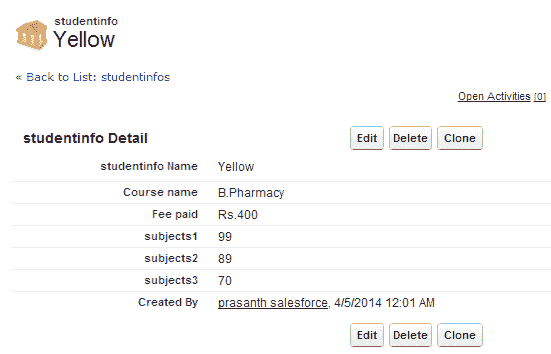 studentinfo
Yellow
« Back to List: studentinfos
Open Activities [0]
studentinfo Detail Edit Delete Clone
studentinfo Name Yellow
Course name B.Pharmacy
Fee paid Rs.400
subjects1 99
subjects2 89
subjects3 70
Created By prasanth salesforce, 4/5/2014 12:01 AM
Edit Delete Clone